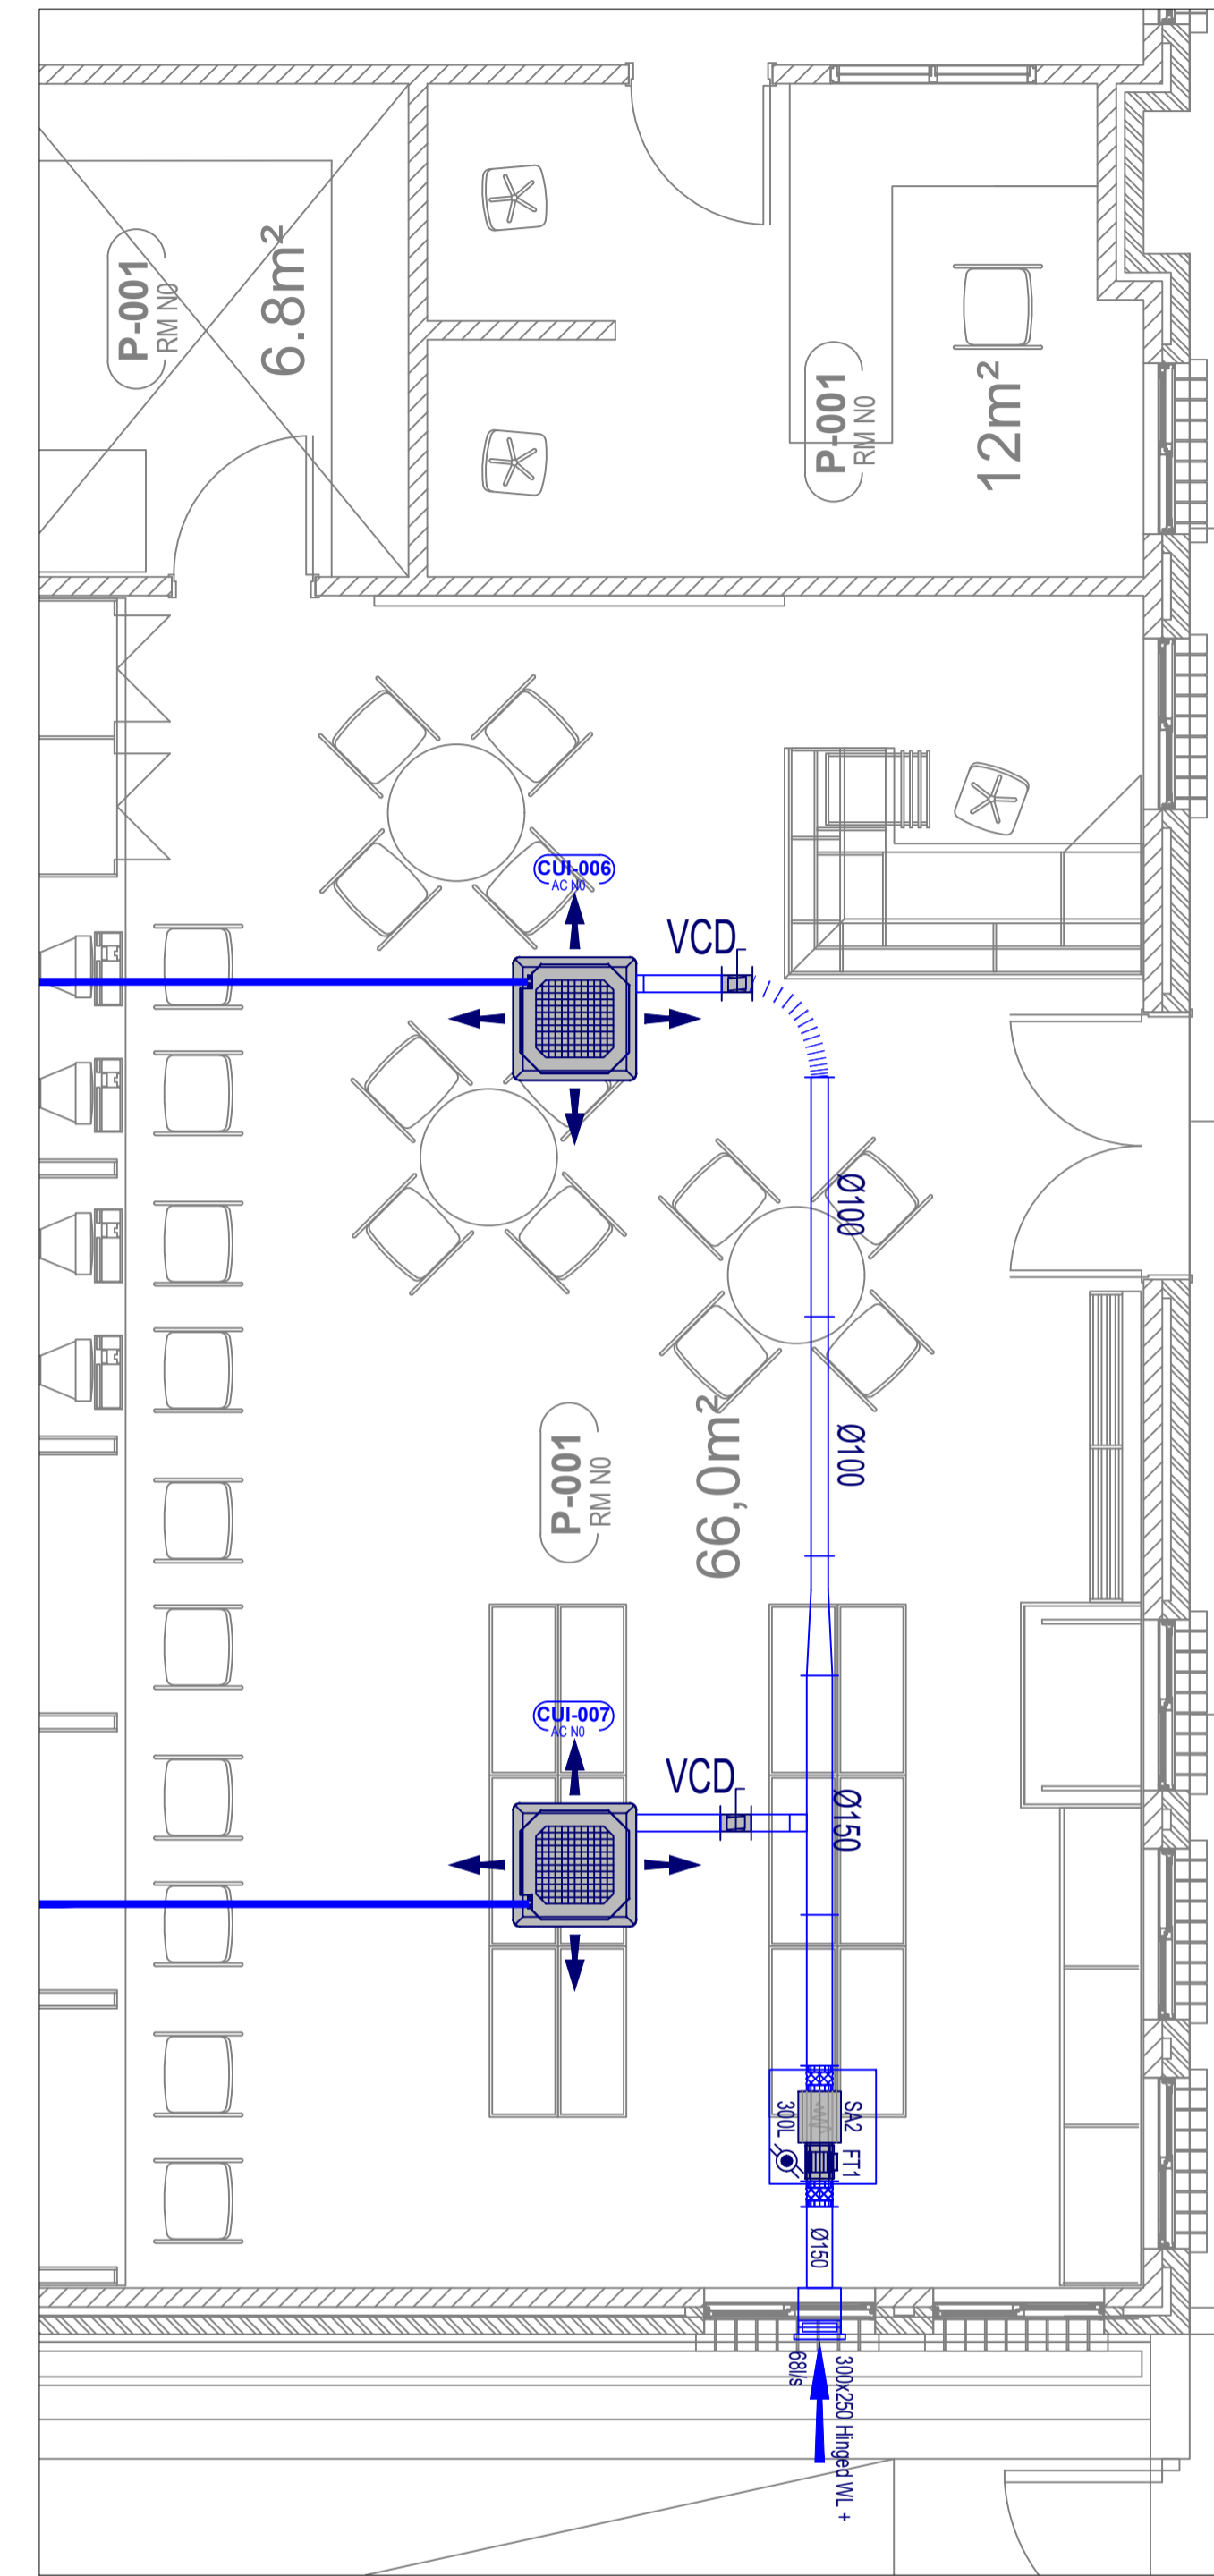 P-001
RM N0
6.8m²
P-001
RM N0
12m²
CUI-006
AC N0
VCD
Ø100
Ø100
P-001
RM N0
66,0m²
CUI-007
AC N0
VCD
Ø150
SA2
300L
FT1
Ø150
300x250 Hinged WL +
68l/s